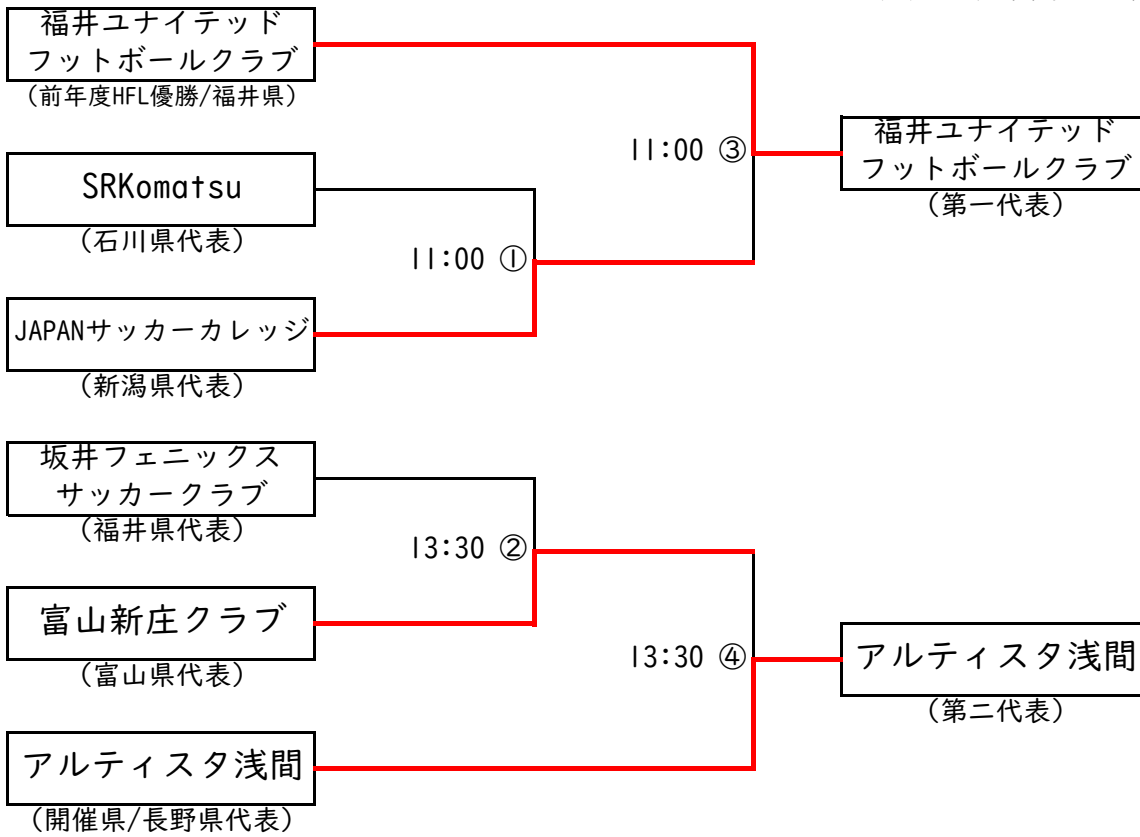 福井ユナイテッド
フットボールクラブ
(前年度HFL優勝/福井県)
11:00 ③
福井ユナイテッド
フットボールクラブ
(第一代表)
SRKomatsu
(石川県代表)
11:00 ①
JAPANサッカーカレッジ
(新潟県代表)
坂井フェニックス
サッカークラブ
(福井県代表)
13:30 ②
富山新庄クラブ
(富山県代表)
13:30 ④
アルティスタ浅間
(第二代表)
アルティスタ浅間
(開催県/長野県代表)